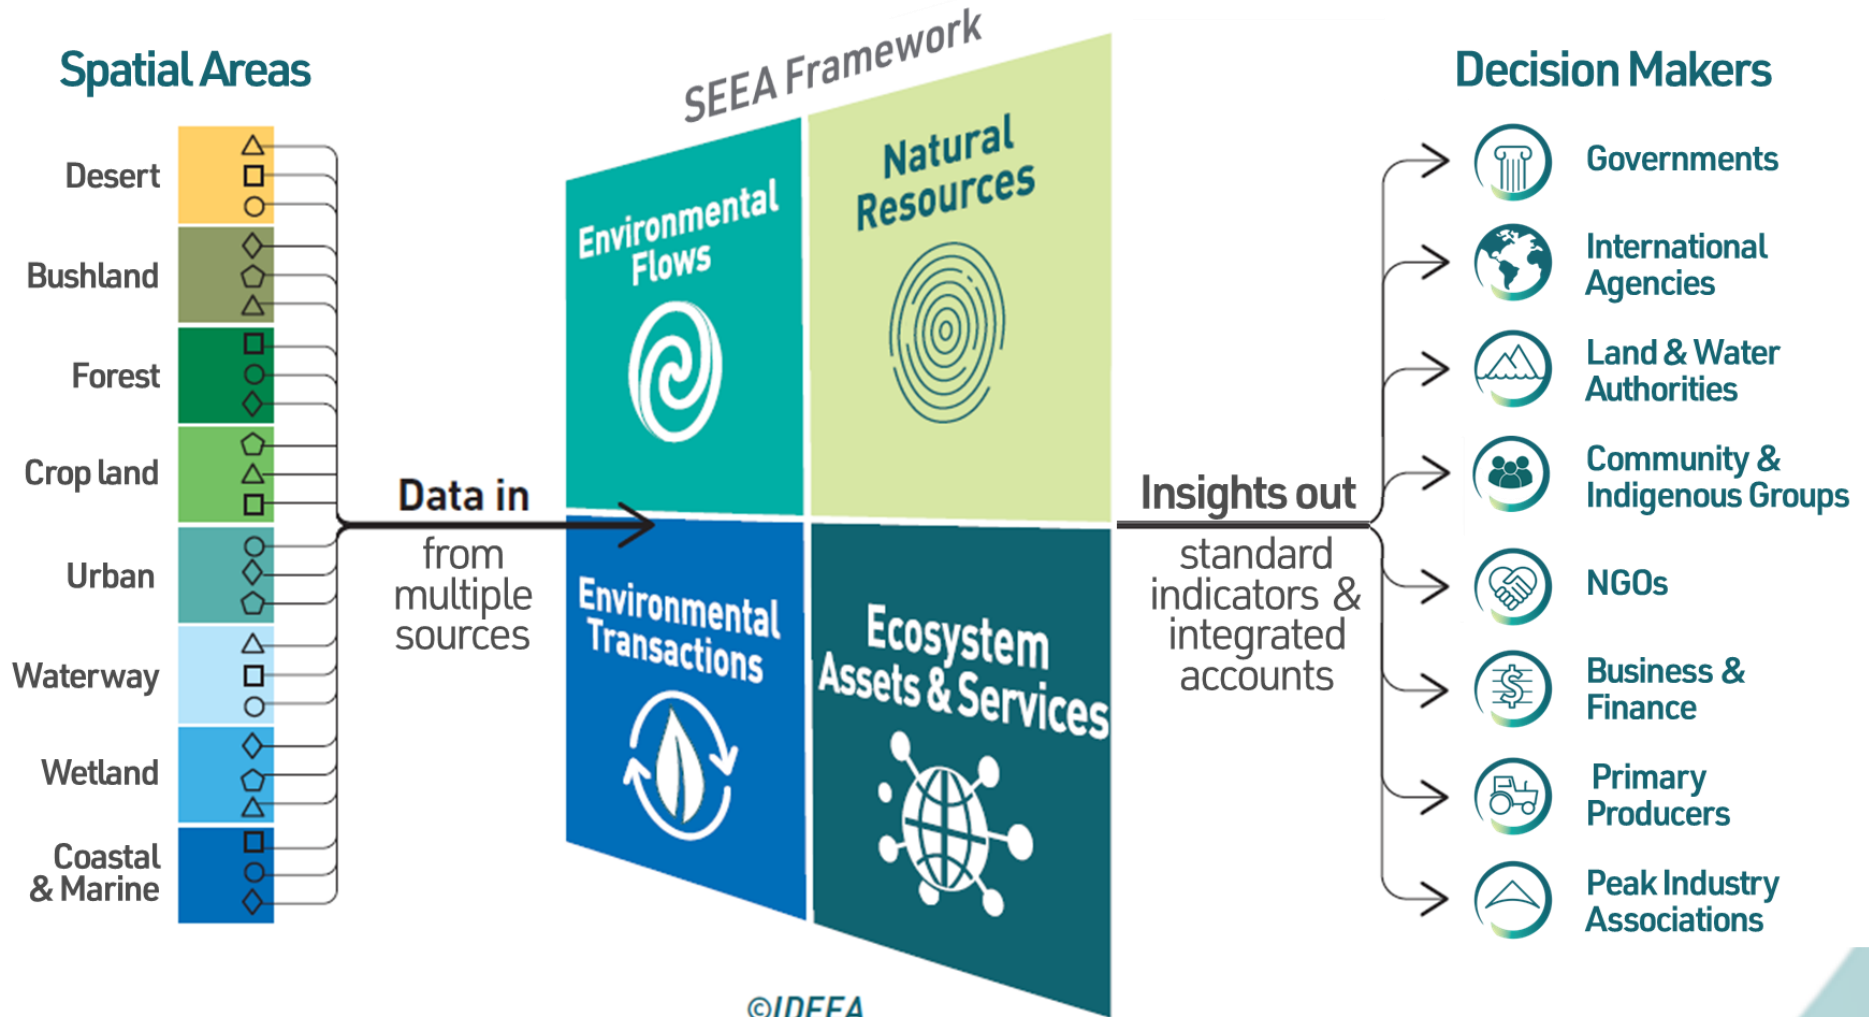 Spatial Areas
Desert
Bushland
Forest
Crop land
Urban
Waterway
Wetland
Coastal
& Marine
Data in
from
multiple
sources
SEEA Framework
Environmental
Flows
Natural
Resources
Environmental
Transactions
Ecosystem
Assets & Services
©IDEEA
Insights out
standard
indicators &
integrated
accounts
Decision Makers
Governments
International
Agencies
Land & Water
Authorities
Community &
Indigenous Groups
NGOs
Business &
Finance
Primary
Producers
Peak Industry
Associations